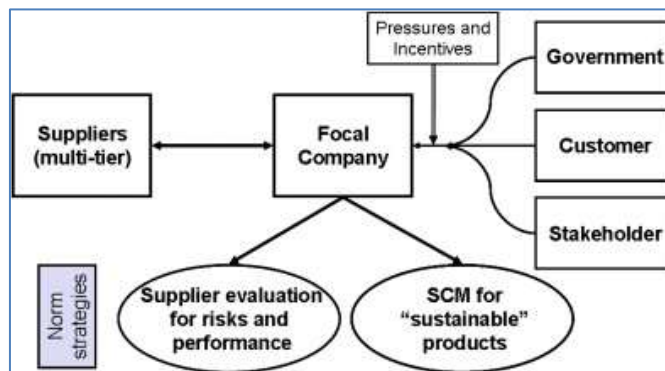 Pressures and
Incentives
Government
Suppliers
(multi-tier)
Focal
Company
Customer
Stakeholder
Norm
strategies
Supplier evaluation
for risks and
performance
SCM for
“sustainable”
products